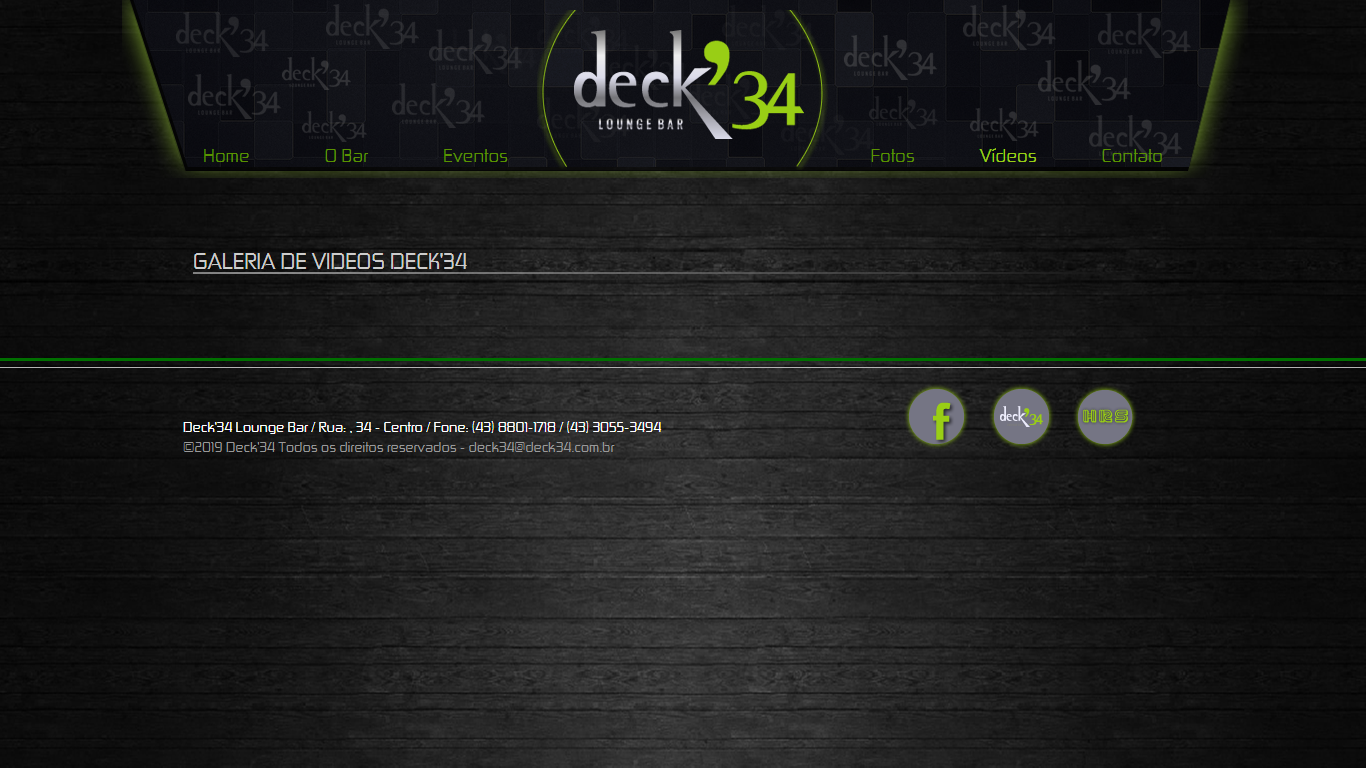 deck'34
LOUNGE BAR
Home O Bar Eventos Fotos Vídeos Contato
GALERIA DE VIDEOS DECK'34
Deck'34 Lounge Bar / Rua: , 34 - Centro / Fone: (43) 8801-1718 / (43) 3055-3494
©2019 Deck'34 Todos os direitos reservados - deck34@deck34.com.br
f deck'34 HRS